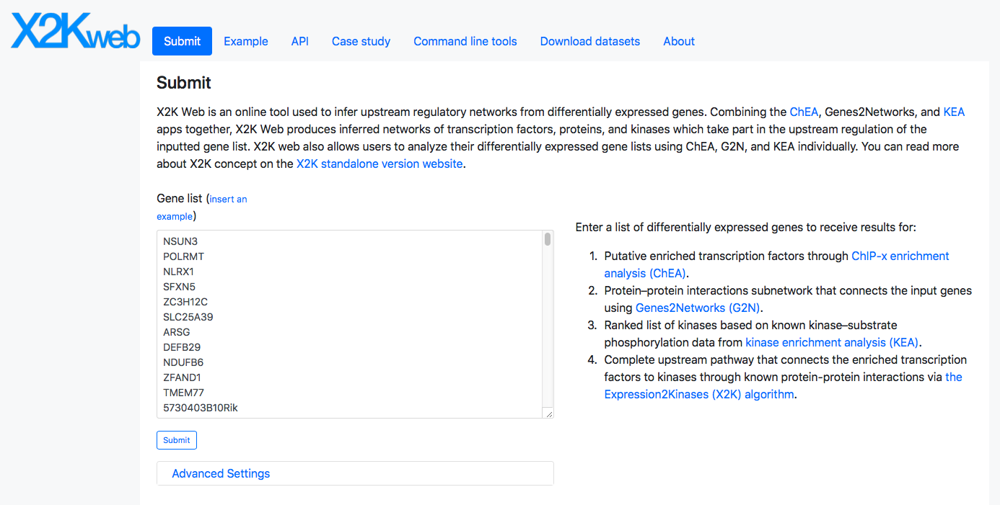 X2Kweb
Submit Example API Case study Command line tools Download datasets About
Submit
X2K Web is an online tool used to infer upstream regulatory networks from differentially expressed genes. Combining the ChEA, Genes2Networks, and KEA
apps together, X2K Web produces inferred networks of transcription factors, proteins, and kinases which take part in the upstream regulation of the
inputted gene list. X2K web also allows users to analyze their differentially expressed gene lists using ChEA, G2N, and KEA individually. You can read more
about X2K concept on the X2K standalone version website.
Gene list (insert an
example)
NSUN3
POLRMT
NLRX1
SFXN5
ZC3H12C
SLC25A39
ARSG
DEFB29
NDUFB6
ZFAND1
TMEM77
5730403B10Rik
Submit
Advanced Settings
Enter a list of differentially expressed genes to receive results for:
1. Putative enriched transcription factors through ChIP-x enrichment
analysis (ChEA).
2. Protein–protein interactions subnetwork that connects the input genes
using Genes2Networks (G2N).
3. Ranked list of kinases based on known kinase–substrate
phosphorylation data from kinase enrichment analysis (KEA).
4. Complete upstream pathway that connects the enriched transcription
factors to kinases through known protein-protein interactions via the
Expression2Kinases (X2K) algorithm.